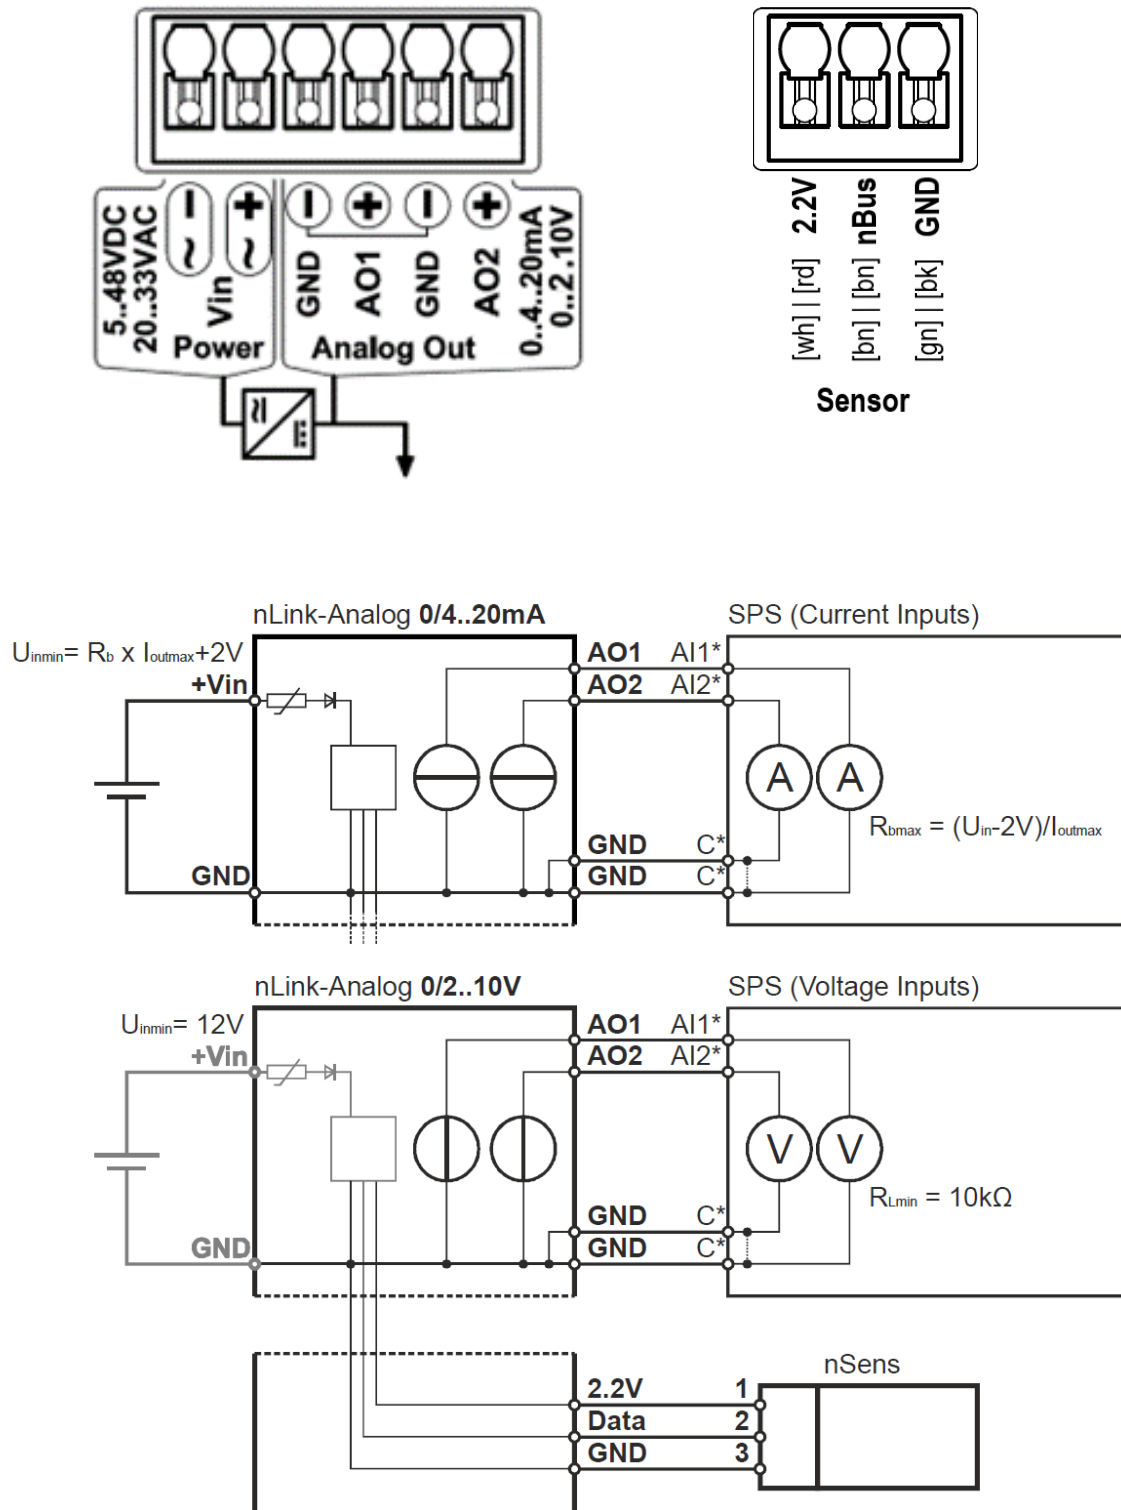 5..48VDC
20..33VAC
− + − + − +
~ ~
Vin
GND
AO1
GND
AO2
0..4..20mA
0..2..10V
Power
Analog Out
2.2V
nBus
GND
[wh] | [rd]
[bn] | [bn]
[gn] | [bk]
Sensor
nLink-Analog 0/4..20mA
SPS (Current Inputs)
Uinmin= Rb x Ioutmax+2V
+Vin
AO1 AI1*
AO2 AI2*
A A
Rbmax = (Uin-2V)/Ioutmax
GND
GND C*
GND C*
nLink-Analog 0/2..10V
SPS (Voltage Inputs)
Uinmin= 12V
+Vin
AO1 AI1*
AO2 AI2*
V V
RLmin = 10kΩ
GND
GND C*
GND C*
nSens
2.2V 1
Data 2
GND 3